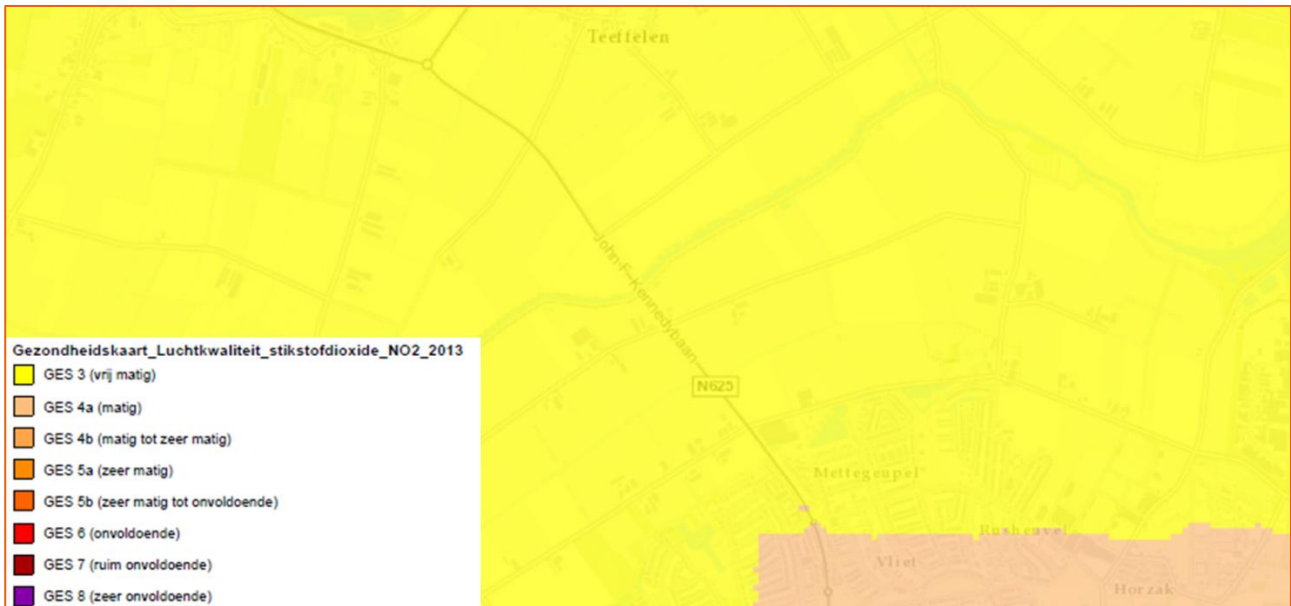 Teeffelen
John-F.-Kennedybaan
N625
Mettegeupel
Rusheuvel
Vliet
Horzak
Gezondheidskaart_Luchtkwaliteit_stikstofdioxide_NO2_2013
GES 3 (vrij matig)
GES 4a (matig)
GES 4b (matig tot zeer matig)
GES 5a (zeer matig)
GES 5b (zeer matig tot onvoldoende)
GES 6 (onvoldoende)
GES 7 (ruim onvoldoende)
GES 8 (zeer onvoldoende)